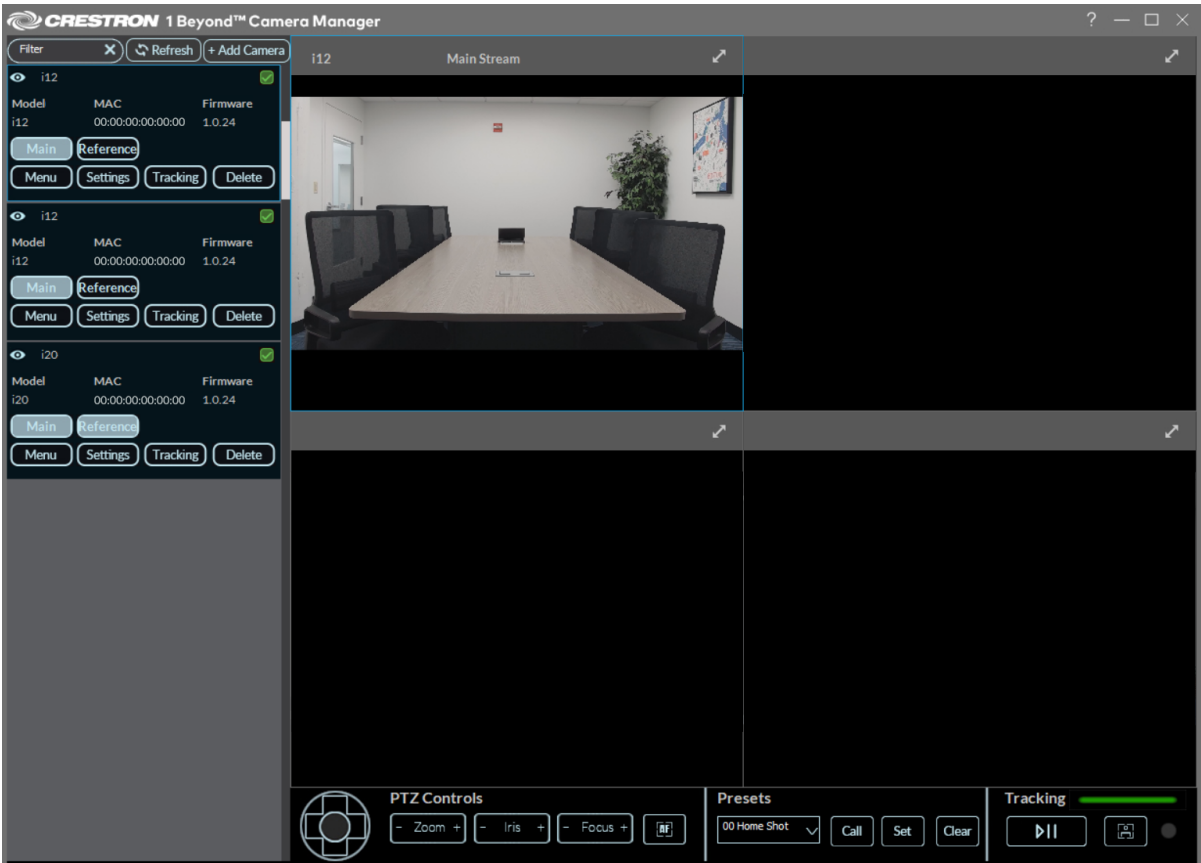 CRESTRON 1 Beyond™ Camera Manager ?
Filter Refresh + Add Camera
i12
Model MAC Firmware
i12 00:00:00:00:00:00 1.0.24
Main Reference
Menu Settings Tracking Delete
i12
Model MAC Firmware
i12 00:00:00:00:00:00 1.0.24
Main Reference
Menu Settings Tracking Delete
i20
Model MAC Firmware
i20 00:00:00:00:00:00 1.0.24
Main Reference
Menu Settings Tracking Delete
i12 Main Stream
PTZ Controls
- Zoom + - Iris + - Focus + AF
Presets
00 Home Shot Call Set Clear
Tracking